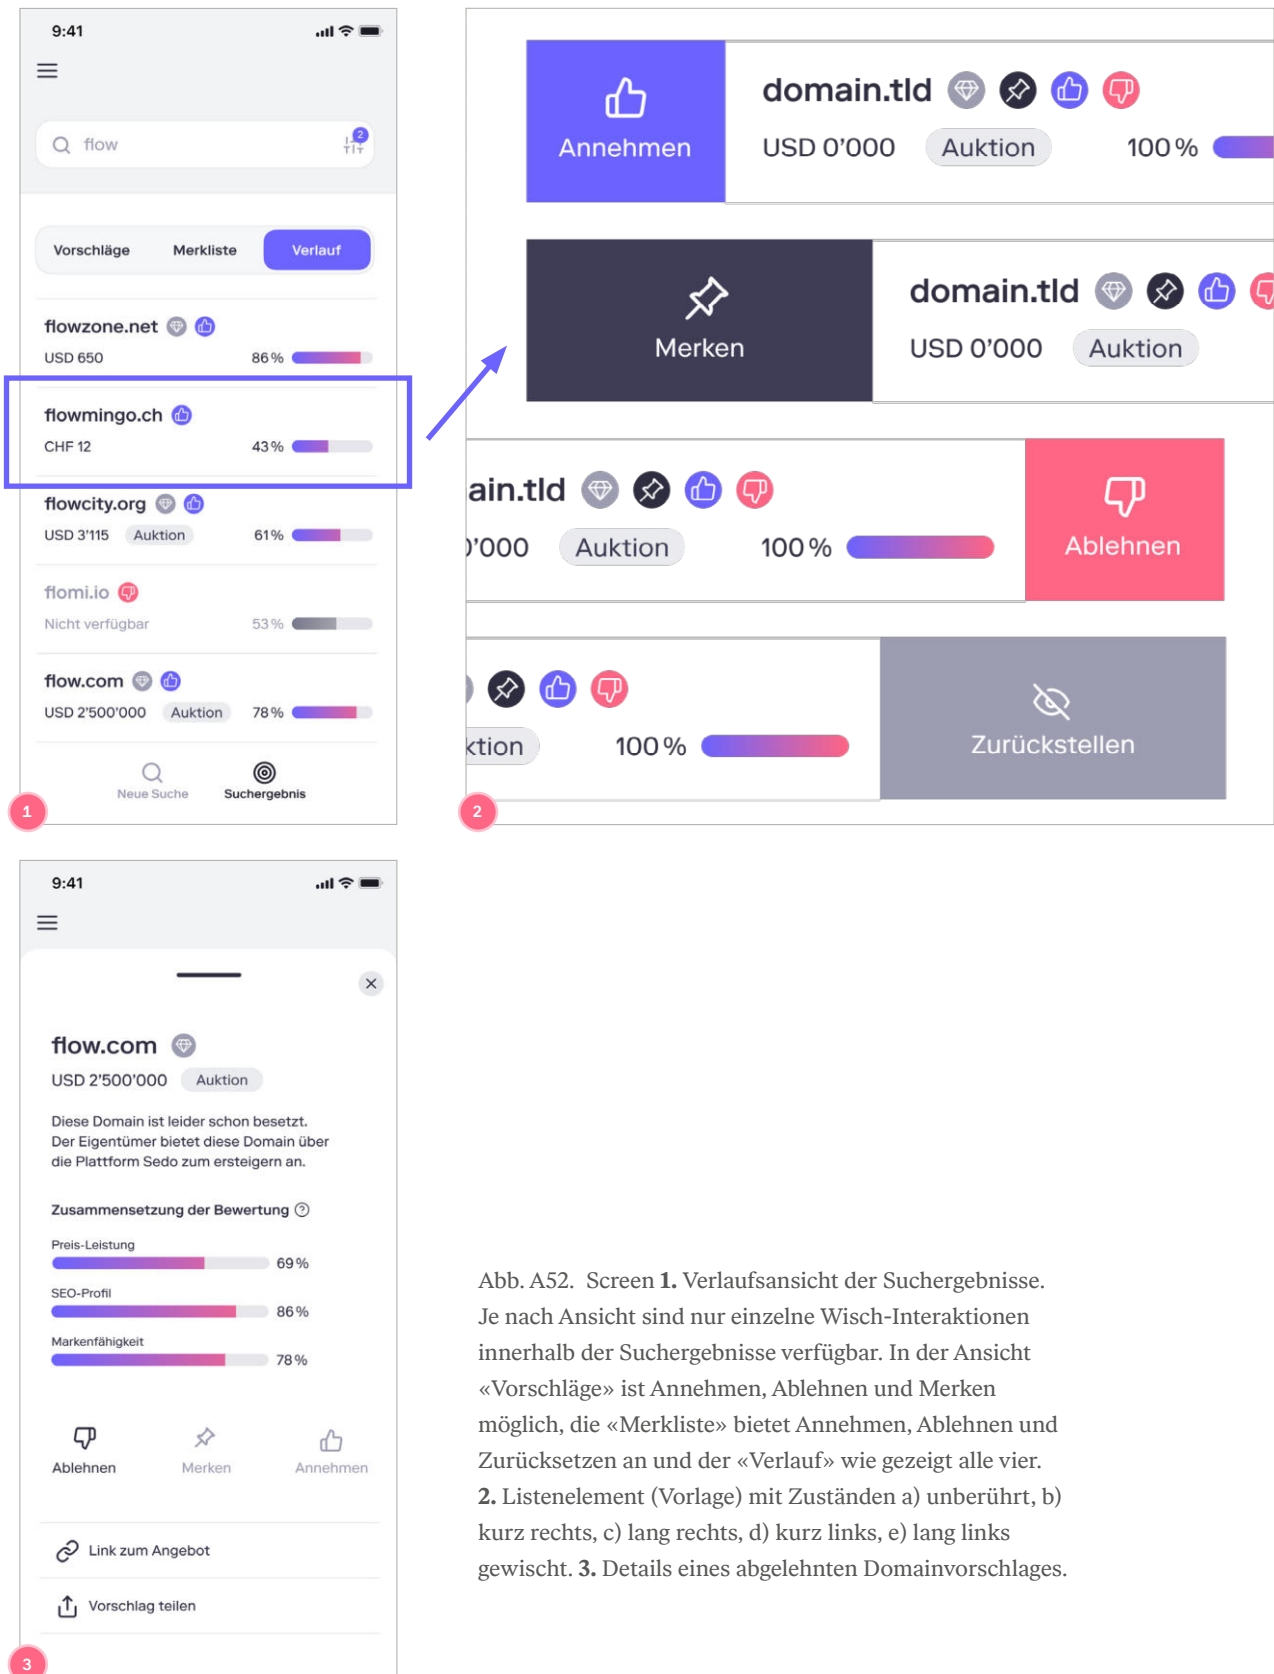 9:41
flow
2
Vorschläge Merkliste Verlauf
flowzone.net
USD 650 86 %
flowmingo.ch
CHF 12 43 %
flowcity.org
USD 3'115 Auktion 61 %
flomi.io
Nicht verfügbar 53 %
flow.com
USD 2'500'000 Auktion 78 %
Neue Suche Suchergebnis
1
Annehmen
domain.tld
USD 0'000 Auktion 100 %
Merken
domain.tld
USD 0'000 Auktion
ain.tld
0'000 Auktion 100 %
Ablehnen
ktion 100 %
Zurückstellen
2
9:41
flow.com
USD 2'500'000 Auktion
Diese Domain ist leider schon besetzt.
Der Eigentümer bietet diese Domain über
die Plattform Sedo zum ersteigern an.
Zusammensetzung der Bewertung ?
Preis-Leistung
69 %
SEO-Profil
86 %
Markenfähigkeit
78 %
Ablehnen Merken Annehmen
Link zum Angebot
Vorschlag teilen
3
Abb. A52. Screen 1. Verlaufsansicht der Suchergebnisse.
Je nach Ansicht sind nur einzelne Wisch-Interaktionen
innerhalb der Suchergebnisse verfügbar. In der Ansicht
«Vorschläge» ist Annehmen, Ablehnen und Merken
möglich, die «Merkliste» bietet Annehmen, Ablehnen und
Zurücksetzen an und der «Verlauf» wie gezeigt alle vier.
2. Listenelement (Vorlage) mit Zuständen a) unberührt, b)
kurz rechts, c) lang rechts, d) kurz links, e) lang links
gewischt. 3. Details eines abgelehnten Domainvorschlages.